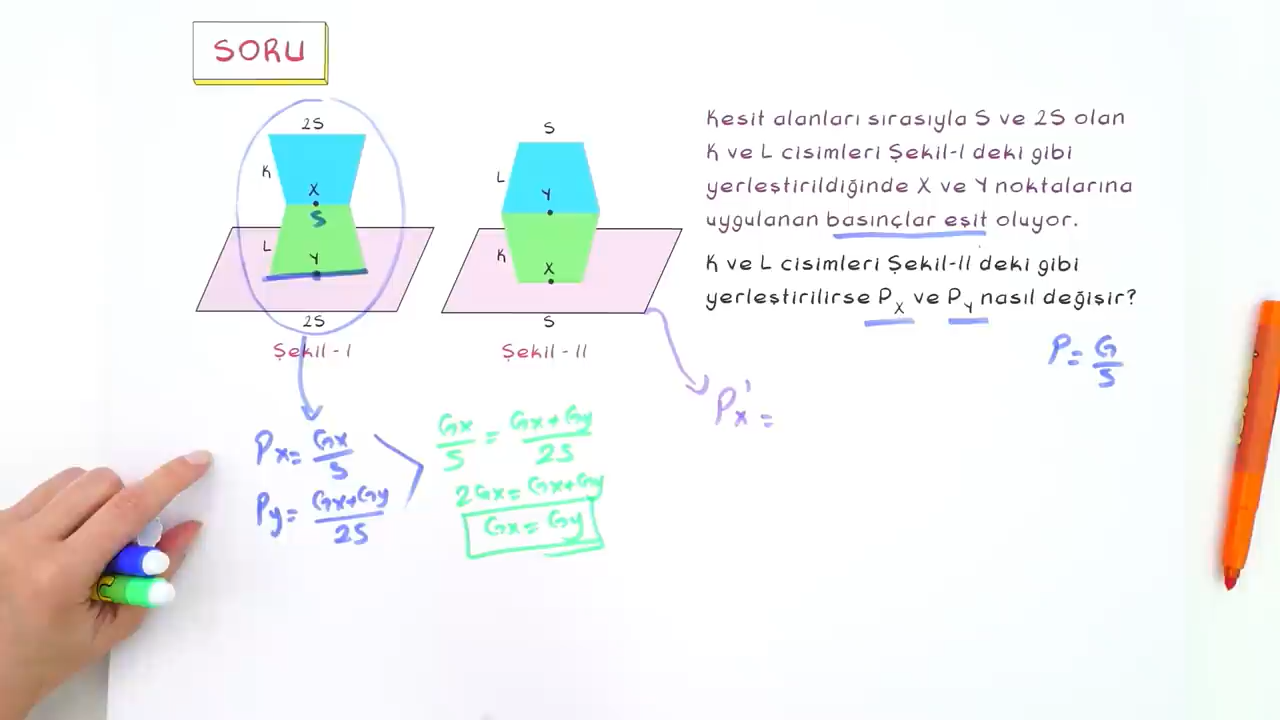 SORU
2S
K
X
S
L
Y
2S
Şekil-I
S
L
Y
K
X
S
Şekil-II
Kesit alanları sırasıyla S ve 2S olan
K ve L cisimleri Şekil-I deki gibi
yerleştirildiğinde X ve Y noktalarına
uygulanan basınçlar eşit oluyor.
K ve L cisimleri Şekil-II deki gibi
yerleştirilirse PX ve PY nasıl değişir?
P = G/S
Px = Gx/S
Py = Gx+Gy/2S
Gx/S = Gx+Gy/2S
2Gx = Gx+Gy
Gx = Gy
Px' =